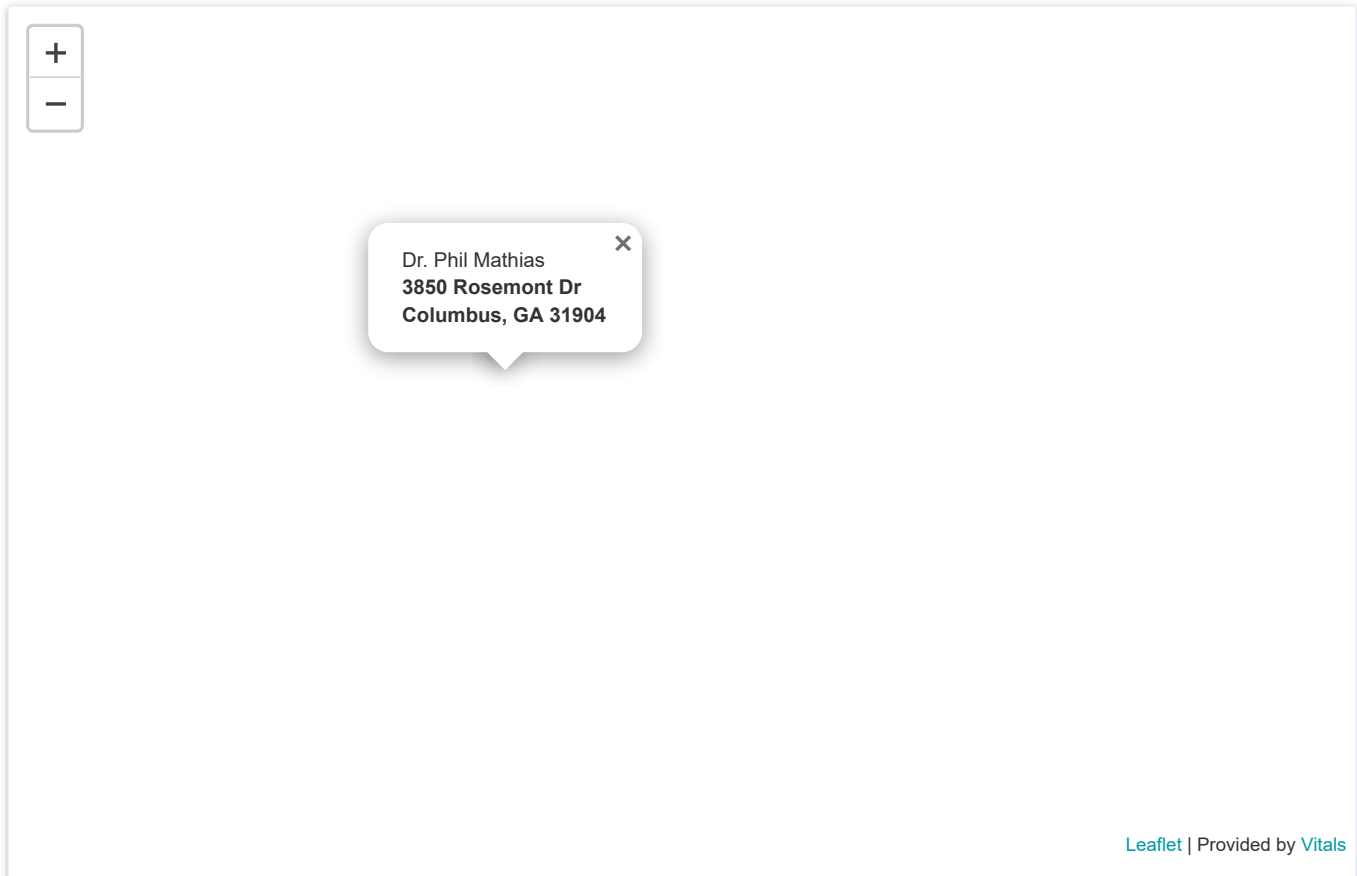 +
−
×
Dr. Phil Mathias
3850 Rosemont Dr
Columbus, GA 31904
Leaflet | Provided by Vitals